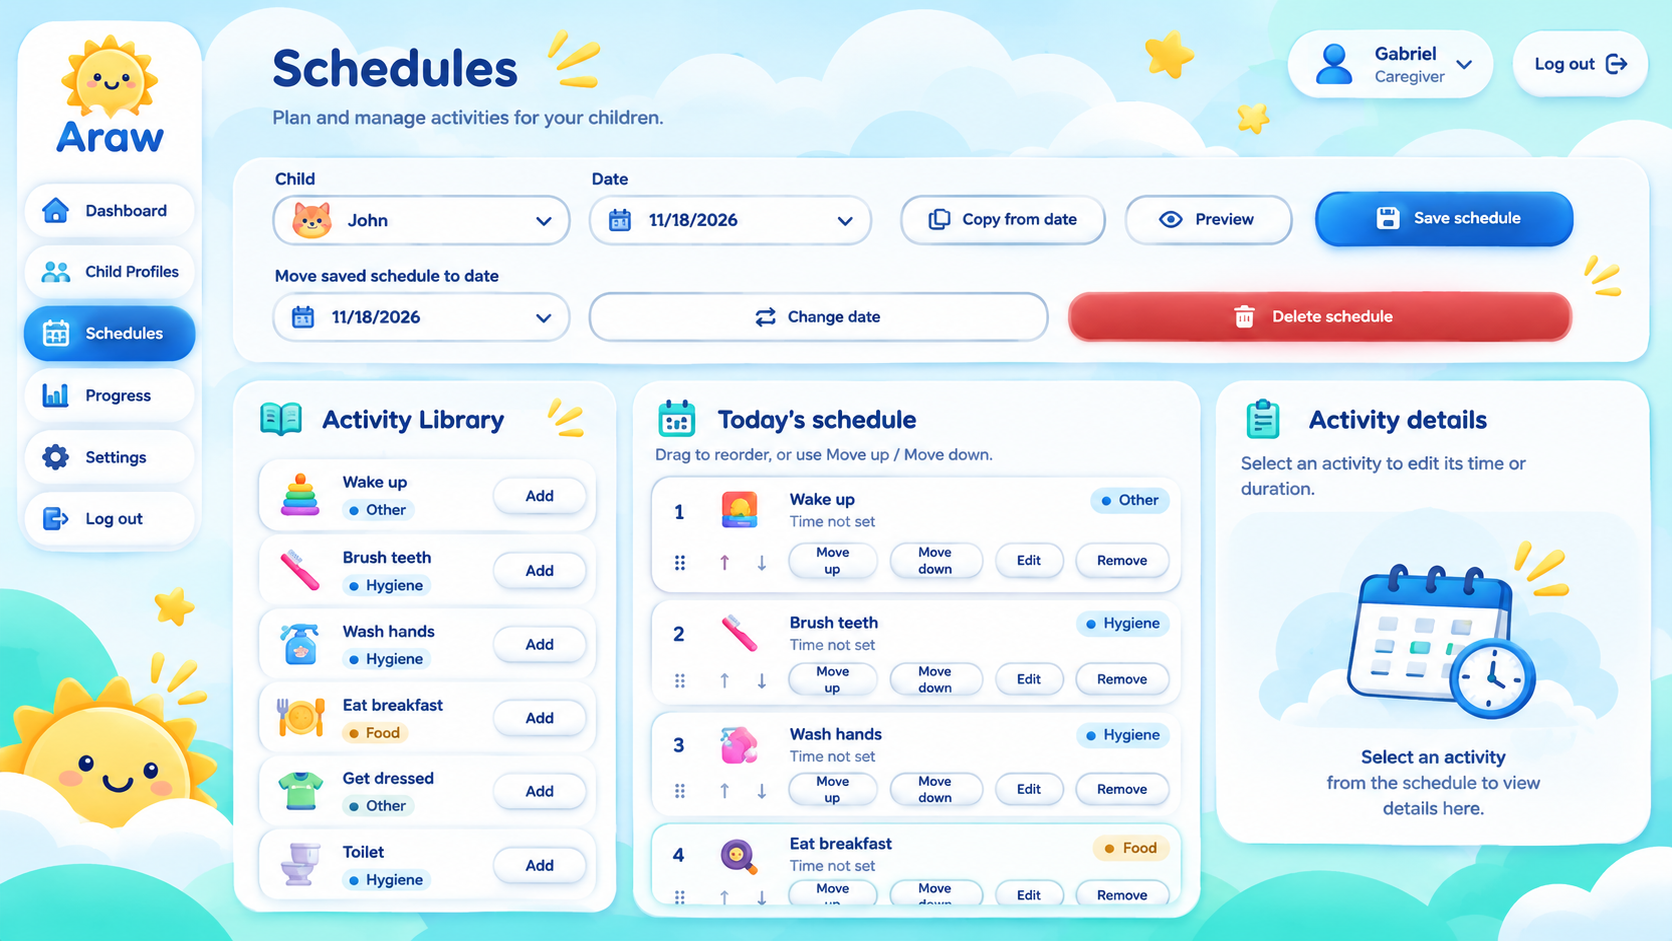 Araw
Dashboard
Child Profiles
Schedules
Progress
Settings
Log out
Schedules
Plan and manage activities for your children.
Gabriel
Caregiver
Log out
Child
John
Date
11/18/2026
Copy from date
Preview
Save schedule
Move saved schedule to date
11/18/2026
Change date
Delete schedule
Activity Library
Wake up
Other
Add
Brush teeth
Hygiene
Add
Wash hands
Hygiene
Add
Eat breakfast
Food
Add
Get dressed
Other
Add
Toilet
Hygiene
Add
Today's schedule
Drag to reorder, or use Move up / Move down.
1
Wake up
Time not set
Other
Move
up
Move
down
Edit
Remove
2
Brush teeth
Time not set
Hygiene
Move
up
Move
down
Edit
Remove
3
Wash hands
Time not set
Hygiene
Move
up
Move
down
Edit
Remove
4
Eat breakfast
Time not set
Food
Move
up
Move
down
Edit
Remove
Activity details
Select an activity to edit its time or
duration.
Select an activity
from the schedule to view
details here.